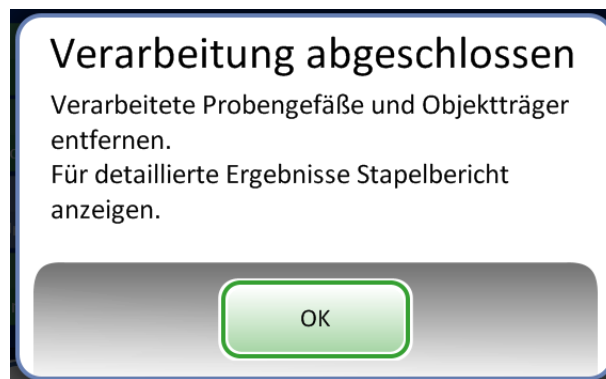 Verarbeitung abgeschlossen
Verarbeitete Probengefäße und Objektträger
entfernen.
Für detaillierte Ergebnisse Stapelbericht
anzeigen.
OK